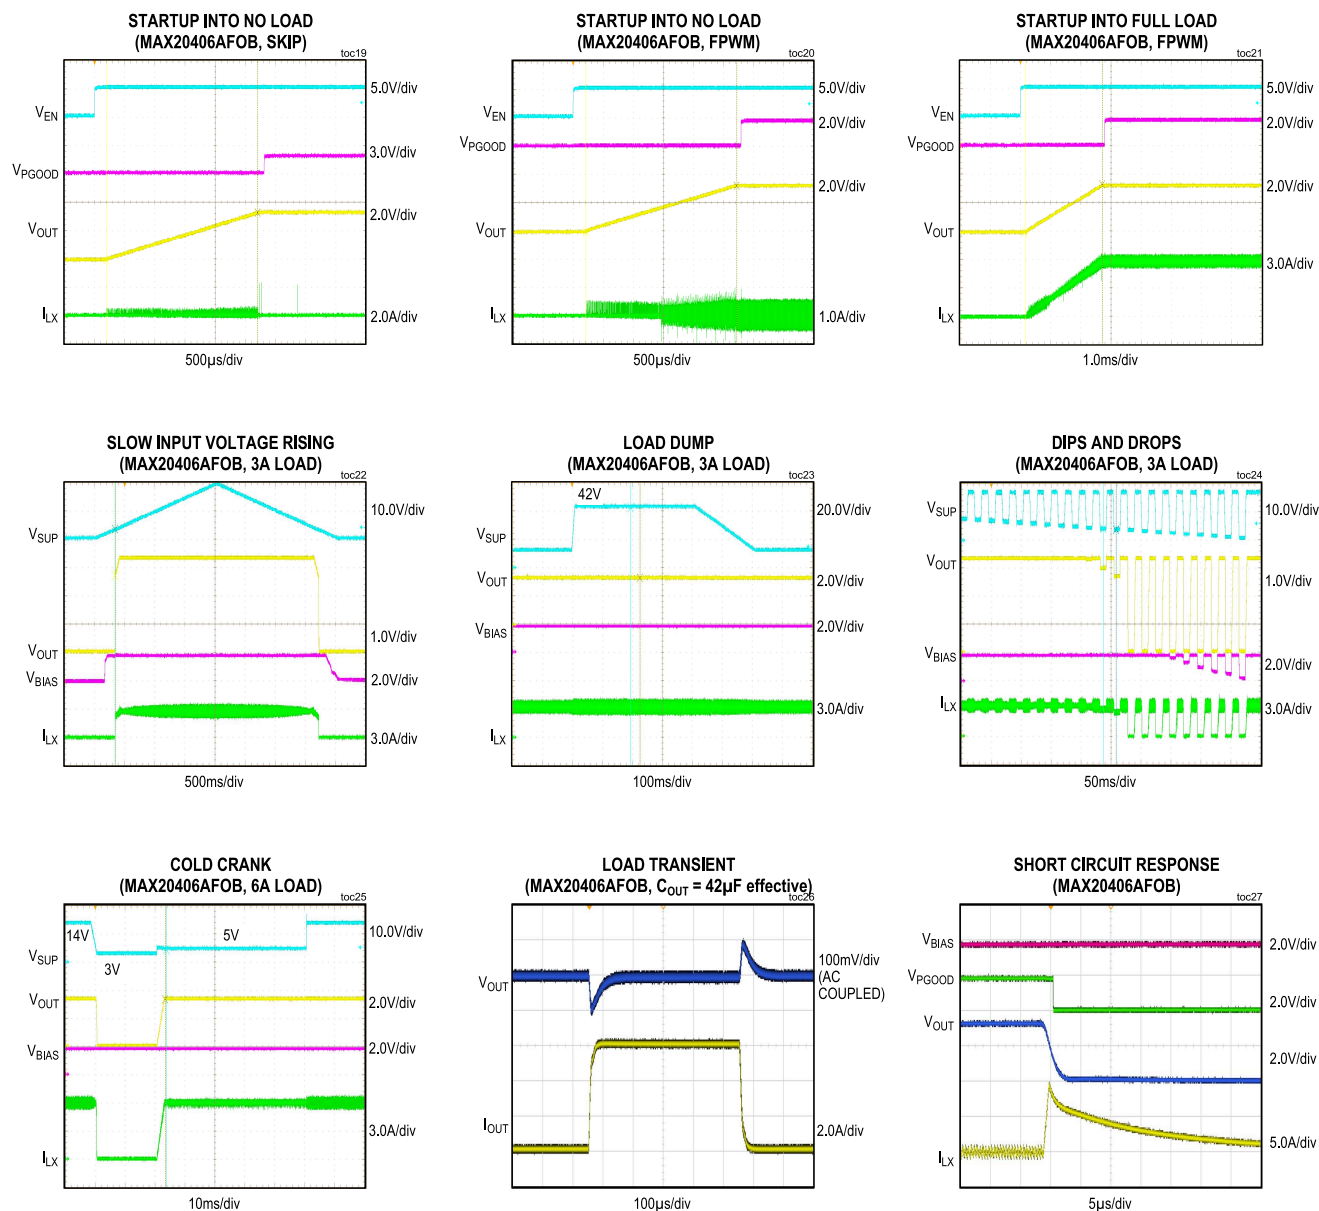 STARTUP INTO NO LOAD
(MAX20406AFOB, SKIP)
toc19
5.0V/div
VEN
3.0V/div
VPGOOD
2.0V/div
VOUT
ILX
2.0A/div
500µs/div
STARTUP INTO NO LOAD
(MAX20406AFOB, FPWM)
toc20
5.0V/div
VEN
2.0V/div
VPGOOD
2.0V/div
VOUT
ILX
1.0A/div
500µs/div
STARTUP INTO FULL LOAD
(MAX20406AFOB, FPWM)
toc21
5.0V/div
VEN
2.0V/div
VPGOOD
2.0V/div
VOUT
3.0A/div
ILX
1.0ms/div
SLOW INPUT VOLTAGE RISING
(MAX20406AFOB, 3A LOAD)
toc22
10.0V/div
VSUP
1.0V/div
VOUT
VBIAS
2.0V/div
ILX
3.0A/div
500ms/div
LOAD DUMP
(MAX20406AFOB, 3A LOAD)
toc23
42V
20.0V/div
VSUP
VOUT
2.0V/div
VBIAS
2.0V/div
3.0A/div
100ms/div
DIPS AND DROPS
(MAX20406AFOB, 3A LOAD)
toc24
10.0V/div
VSUP
VOUT
1.0V/div
VBIAS
2.0V/div
ILX
3.0A/div
50ms/div
COLD CRANK
(MAX20406AFOB, 6A LOAD)
toc25
14V
5V
10.0V/div
VSUP
3V
VOUT
2.0V/div
VBIAS
2.0V/div
3.0A/div
ILX
10ms/div
LOAD TRANSIENT
(MAX20406AFOB, COUT = 42µF effective)
toc26
100mV/div
(AC
COUPLED)
VOUT
IOUT
2.0A/div
100µs/div
SHORT CIRCUIT RESPONSE
(MAX20406AFOB)
toc27
VBIAS
2.0V/div
VPGOOD
2.0V/div
VOUT
2.0V/div
5.0A/div
ILX
5µs/div